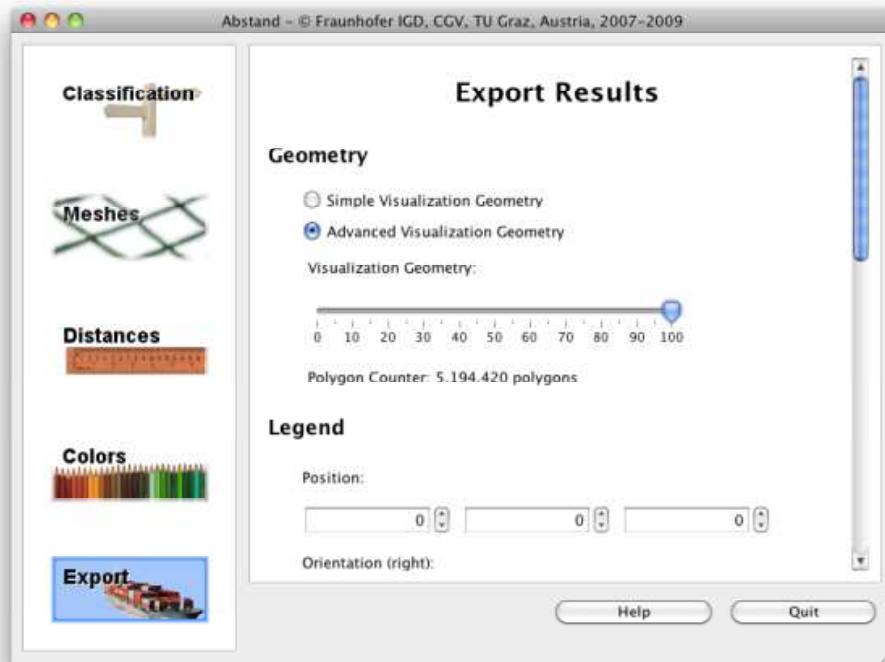 Abstand – © Fraunhofer IGD, CGV, TU Graz, Austria, 2007–2009
Classification
Meshes
Distances
Colors
Export
Export Results
Geometry
Simple Visualization Geometry
Advanced Visualization Geometry
Visualization Geometry:
0 10 20 30 40 50 60 70 80 90 100
Polygon Counter: 5.194.420 polygons
Legend
Position:
0 0 0
Orientation (right):
Help Quit